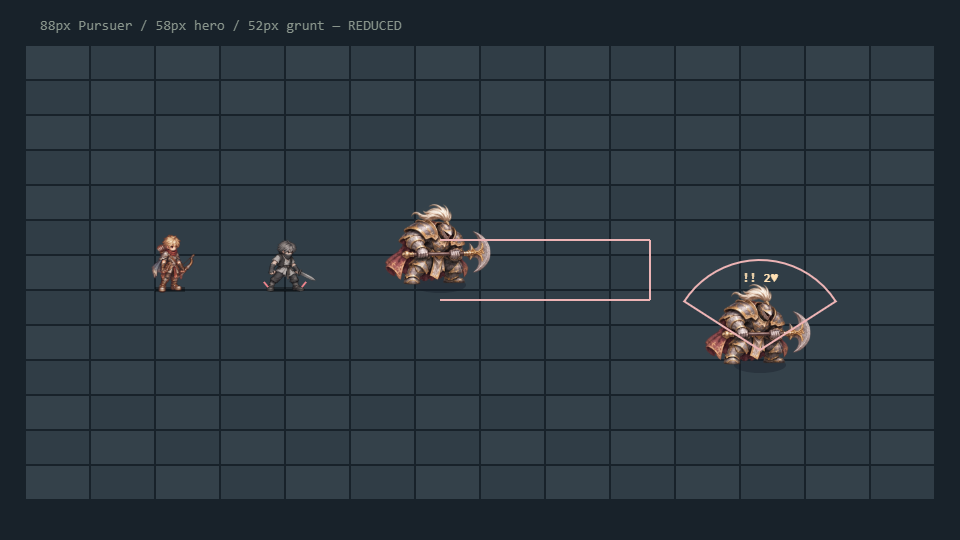 88px Pursuer / 58px hero / 52px grunt — REDUCED
!! 2♥